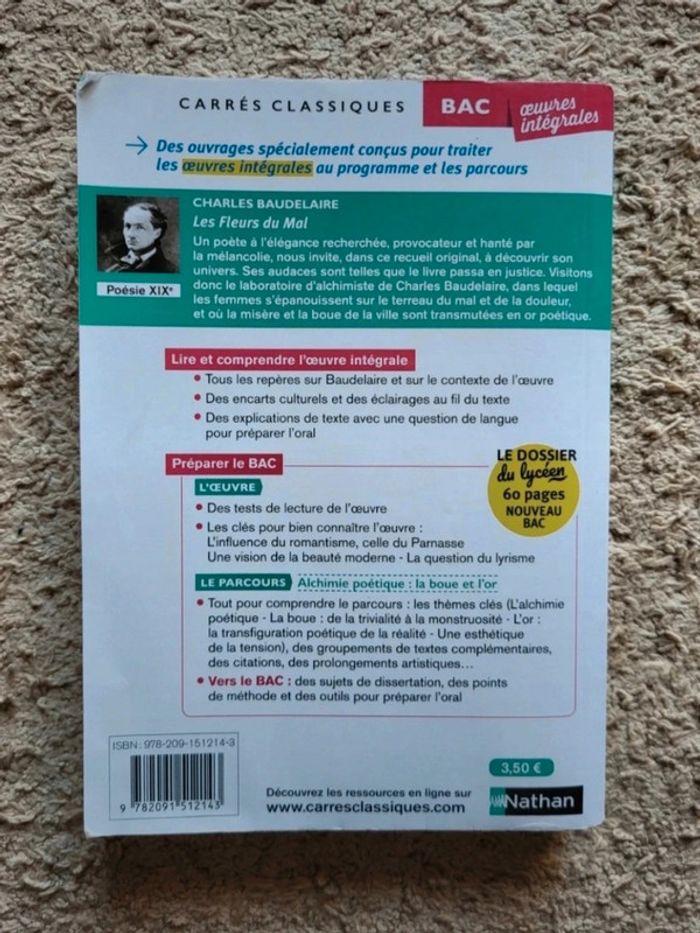 CARRÉS CLASSIQUES
BAC
œuvres
intégrales
→ Des ouvrages spécialement conçus pour traiter
les œuvres intégrales au programme et les parcours
CHARLES BAUDELAIRE
Les Fleurs du Mal
Un poète à l'élégance recherchée, provocateur et hanté par
la mélancolie, nous invite, dans ce recueil original, à découvrir son
univers. Ses audaces sont telles que le livre passa en justice. Visitons
donc le laboratoire d'alchimiste de Charles Baudelaire, dans lequel
les femmes s'épanouissent sur le terreau du mal et de la douleur,
et où la misère et la boue de la ville sont transmutées en or poétique.
Poésie XIXe
Lire et comprendre l'œuvre intégrale
• Tous les repères sur Baudelaire et sur le contexte de l'œuvre
• Des encarts culturels et des éclairages au fil du texte
• Des explications de texte avec une question de langue
pour préparer l'oral
Préparer le BAC
LE DOSSIER
du lycéen
60 pages
NOUVEAU
BAC
L'ŒUVRE
• Des tests de lecture de l'œuvre
• Les clés pour bien connaître l'œuvre :
L'influence du romantisme, celle du Parnasse
Une vision de la beauté moderne - La question du lyrisme
LE PARCOURS Alchimie poétique : la boue et l'or
• Tout pour comprendre le parcours : les thèmes clés (L'alchimie
poétique - La boue : de la trivialité à la monstruosité - L'or :
la transfiguration poétique de la réalité - Une esthétique
de la tension), des groupements de textes complémentaires,
des citations, des prolongements artistiques...
• Vers le BAC : des sujets de dissertation, des points
de méthode et des outils pour préparer l'oral
ISBN : 978-209-151214-3
9 782091 512143
3,50 €
Découvrez les ressources en ligne sur
www.carresclassiques.com
Nathan